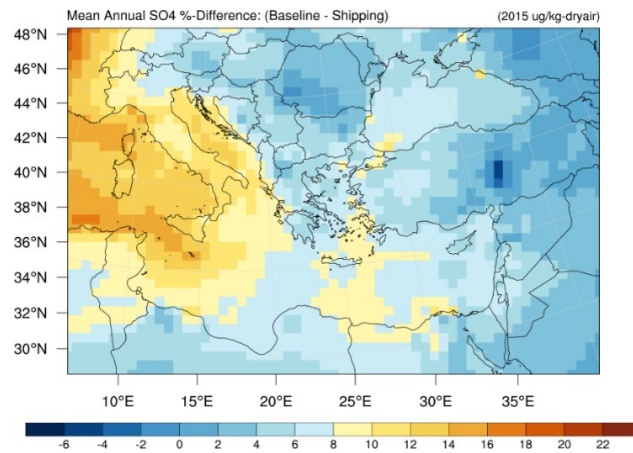 Mean Annual SO4 %-Difference: (Baseline - Shipping) (2015 ug/kg-dryair)
48°N
46°N
44°N
42°N
40°N
38°N
36°N
34°N
32°N
30°N
10°E 15°E 20°E 25°E 30°E 35°E
-6 -4 -2 0 2 4 6 8 10 12 14 16 18 20 22